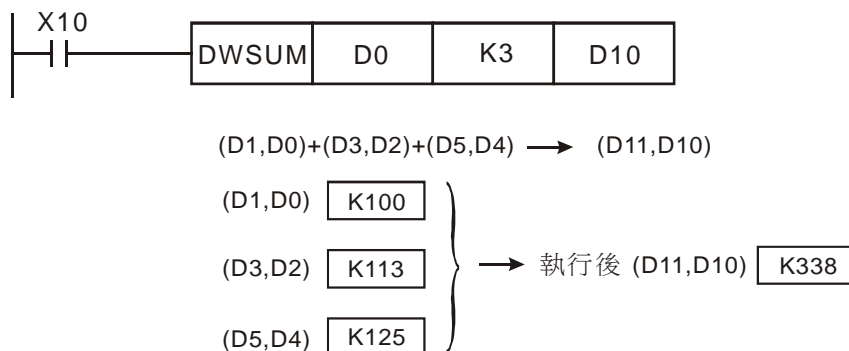 X10
DWSUM D0 K3 D10
(D1,D0)+(D3,D2)+(D5,D4) → (D11,D10)
(D1,D0) K100
(D3,D2) K113 → 執行後 (D11,D10) K338
(D5,D4) K125